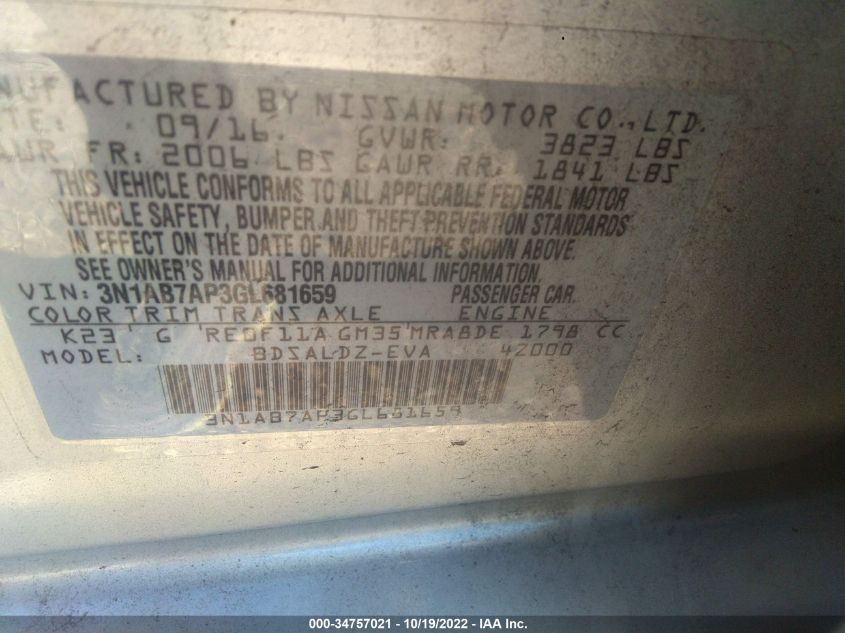 NUFACTURED BY NISSAN MOTOR CO., LTD.
TE: 09/16. GVWR: 3823 LBS
AWR FR: 2006 LBS GAWR RR: 1841 LBS
THIS VEHICLE CONFORMS TO ALL APPLICABLE FEDERAL MOTOR
VEHICLE SAFETY, BUMPER, AND THEFT PREVENTION STANDARDS
IN EFFECT ON THE DATE OF MANUFACTURE SHOWN ABOVE.
SEE OWNER'S MANUAL FOR ADDITIONAL INFORMATION.
VIN: 3N1AB7AP3GL681659 PASSENGER CAR
COLOR TRIM TRANS AXLE ENGINE
K23 G RE0F11A GM35 MRA8DE 1798 CC
MODEL: BDSALDZ-EVA 42000
3N1AB7AP3GL681659
000-34757021 - 10/19/2022 - IAA Inc.